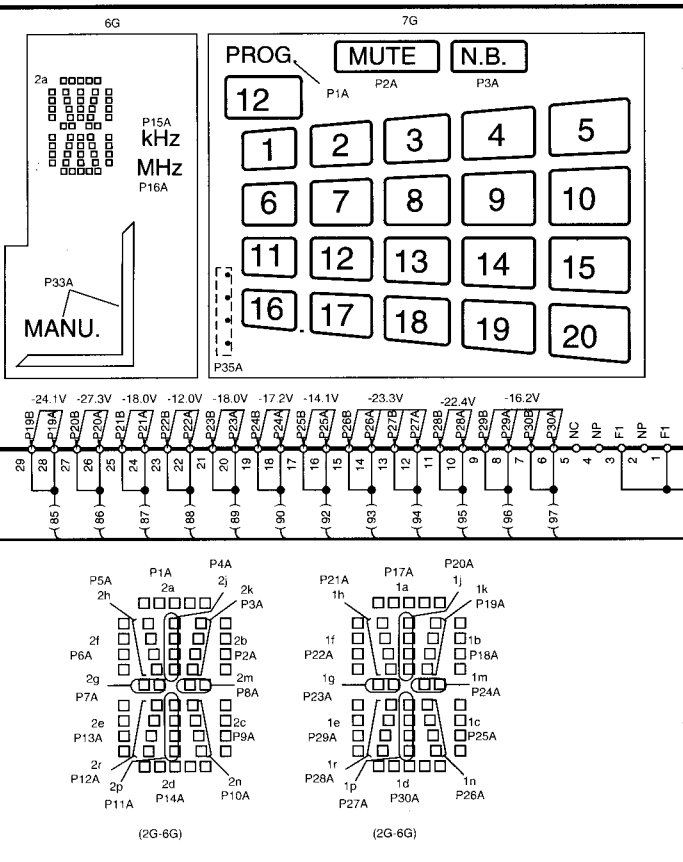 6G 7G
PROG. MUTE N.B.
P1A P2A P3A
2a
P15A
kHz
MHz
P16A
P33A
MANU.
12
1 2 3 4 5
6 7 8 9 10
11 12 13 14 15
16 17 18 19 20
P35A
-24.1V -27.3V -18.0V -12.0V -18.0V -17.2V -14.1V -23.3V -22.4V -16.2V
P19B P19A P20B P20A P21B P21A P22B P22A P23B P23A P24B P24A P25B P25A P26B P26A P27B P27A P28B P28A P29B P29A P30B P30A NC NP F1 NP F1
29 28 27 26 25 24 23 22 21 20 19 18 17 16 15 14 13 12 11 10 9 8 7 6 5 4 3 2 1
85 86 87 88 89 90 92 93 94 95 96 97
P5A P1A P4A
2h 2a 2j 2k
P3A
2f 2b
P6A P2A
2g 2m
P7A P8A
2e 2c
P13A P9A
2r 2p 2d 2n
P12A P11A P14A P10A
(2G-6G)
P21A P17A P20A
1h 1a 1j 1k
P19A
1f 1b
P22A P18A
1g 1m
P23A P24A
1e 1c
P29A P25A
1r 1p 1d 1n
P28A P27A P30A P26A
(2G-6G)